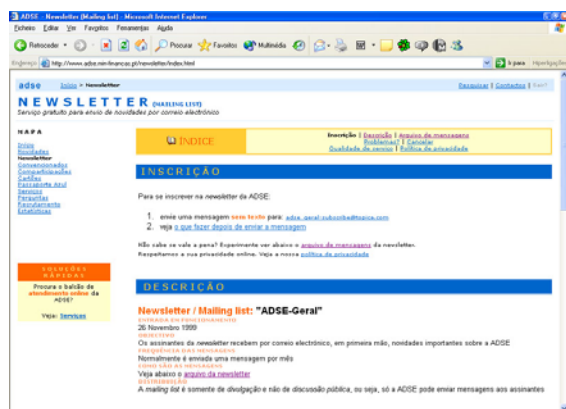 ADSE - Newsletter (Mailing list) - Microsoft Internet Explorer
Ficheiro Editar Ver Favoritos Ferramentas Ajuda
Retroceder Procurar Favoritos Multimédia
Endereço http://www.adse.min-financas.pt/newsletter/index.html Ir para Hiperligações
adse Início > Newsletter Pesquisar | Contactos |
NEWSLETTER (MAILING LIST)
Serviço gratuito para envio de novidades por correio electrónico
MAPA
Início
Novidades
Newsletter
Convencionados
Comparticipações
Cartões
Passaporte Azul
Serviços
Perguntas
Recrutamento
Estatísticas
SOLUÇÕES
RÁPIDAS
Procura o balcão de
atendimento online da
ADSE?
Veja: Serviços
ÍNDICE
Inscrição | Descrição | Arquivo de mensagens
Problemas? | Cancelar
Qualidade do serviço | Política de privacidade
INSCRIÇÃO
Para se inscrever na newsletter da ADSE:
1. envie uma mensagem sem texto para: adse_geral-subscribe@topica.com
2. veja o que fazer depois de enviar a mensagem
Não sabe se vale a pena? Experimente ver abaixo o arquivo de mensagens da newsletter.
Respeitamos a sua privacidade online. Veja a nossa política de privacidade
DESCRIÇÃO
Newsletter / Mailing list: "ADSE-Geral"
ENTRADA EM FUNCIONAMENTO
26 Novembro 1999
OBJECTIVO
Os assinantes da newsletter recebem por correio electrónico, em primeira mão, novidades importantes sobre a ADSE
FREQUÊNCIA DAS MENSAGENS
Normalmente é enviada uma mensagem por mês
COMO SÃO AS MENSAGENS
Veja abaixo o arquivo da newsletter
DISTRIBUIÇÃO
A mailing list é somente de divulgação e não de discussão pública, ou seja, só a ADSE pode enviar mensagens aos assinantes